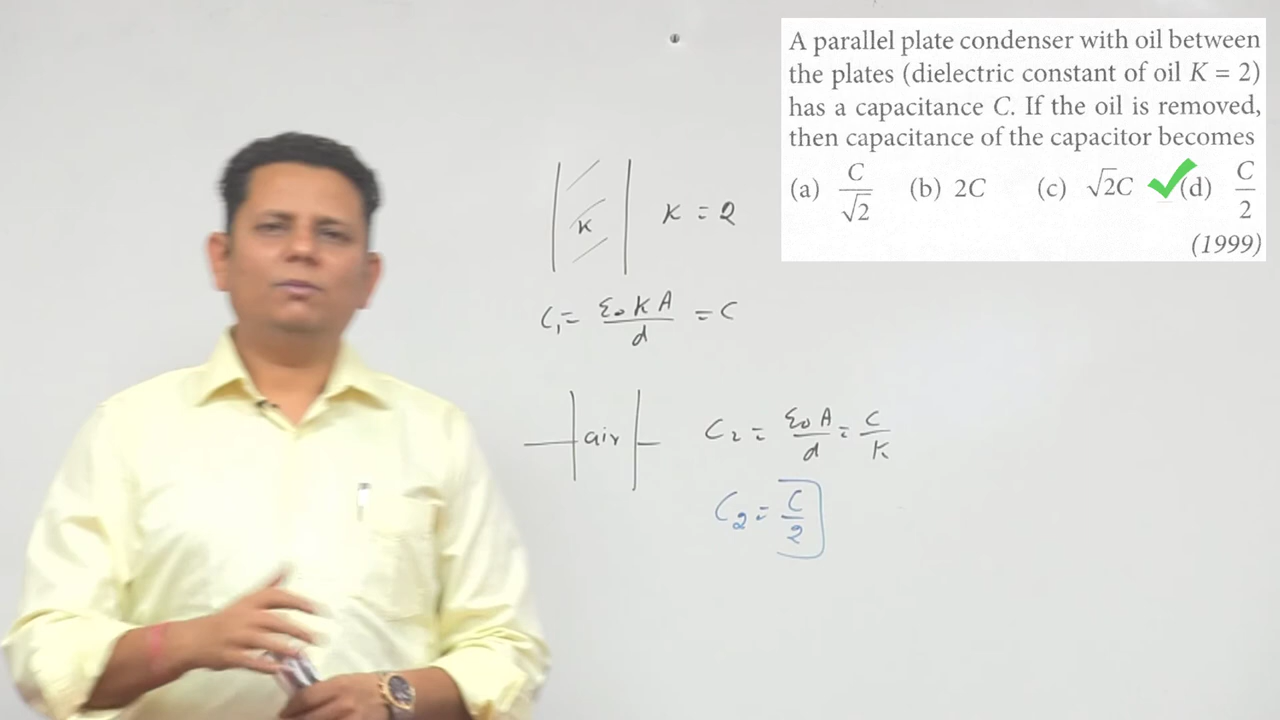 A parallel plate condenser with oil between
the plates (dielectric constant of oil K = 2)
has a capacitance C. If the oil is removed,
then capacitance of the capacitor becomes
(a) C/√2 (b) 2C (c) √2C (d) C/2
(1999)
K K = 2
C₁ = ε₀KA/d = C
air C₂ = ε₀A/d = C/K
C₂ = C/2